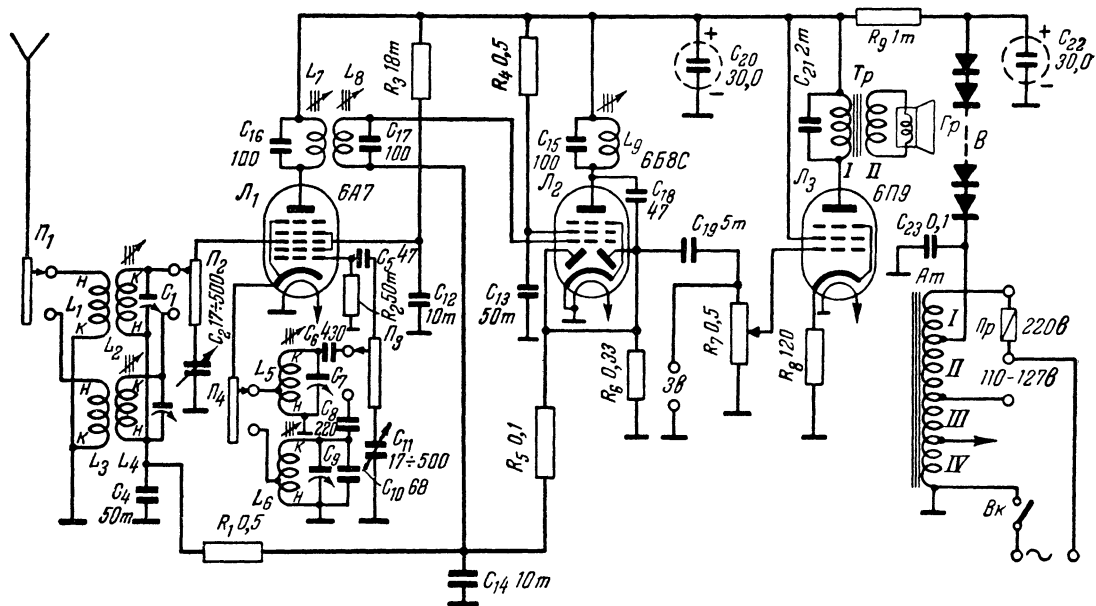 П₁
L₁
Н
К
Н
К
L₂
К
Н
К
Н
L₃
L₄
C₁
C₄
50m
П₂
C₂ 17÷500
П₄
R₁ 0,5
L₇
L₈
C₁₆
100
C₁₇
100
Л₁
6А7
C₅
47
R₂ 50m
П₃
C₆ 430
L₅
К
Н
C₇
C₈
220
C₉
L₆
К
Н
C₁₀ 68
C₁₁
17÷500
R₃ 18m
C₁₂
10m
C₁₄ 10m
R₄ 0,5
C₁₃
50m
C₁₅
100
L₉
Л₂
6Б8С
C₁₈
47
C₁₉ 5m
R₅ 0,1
R₆ 0,33
Зв
R₇ 0,5
C₂₀
30,0
+
−
R₉ 1m
C₂₁ 2m
Тр
Гр
I
II
Л₃
6П9
R₈ 120
C₂₂
30,0
+
−
В
C₂₃ 0,1
Ат
I
II
III
IV
Пр
220в
110-127в
Вк
~